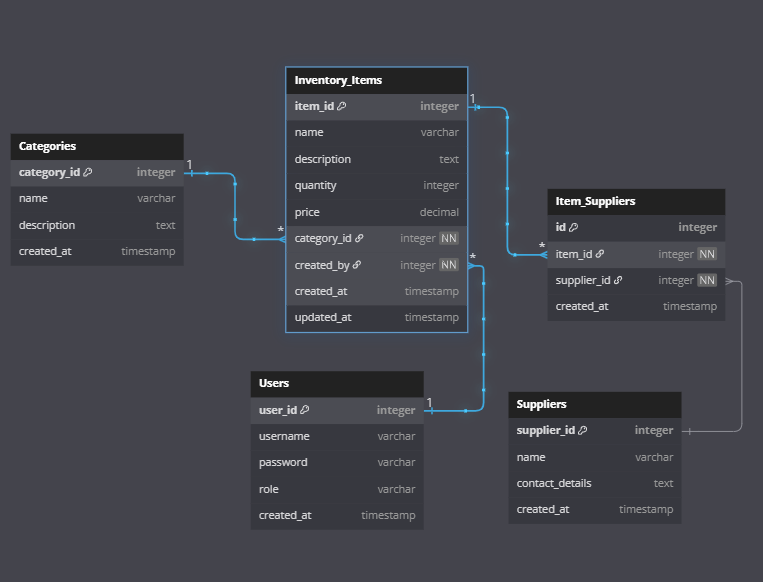 Inventory_Items
item_id integer
name varchar
description text
quantity integer
price decimal
category_id integer NN
created_by integer NN
created_at timestamp
updated_at timestamp
1
*
*
Categories
category_id integer
name varchar
description text
created_at timestamp
1
Item_Suppliers
id integer
item_id integer NN
supplier_id integer NN
created_at timestamp
*
Users
user_id integer
username varchar
password varchar
role varchar
created_at timestamp
1
Suppliers
supplier_id integer
name varchar
contact_details text
created_at timestamp